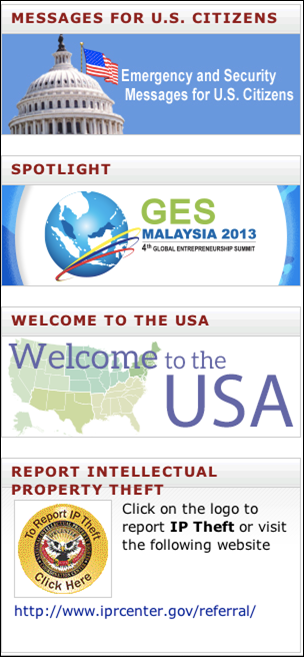 MESSAGES FOR U.S. CITIZENS
Emergency and Security
Messages for U.S. Citizens
SPOTLIGHT
GES
MALAYSIA 2013
4th GLOBAL ENTREPRENEURSHIP SUMMIT
WELCOME TO THE USA
Welcome to the
USA
REPORT INTELLECTUAL
PROPERTY THEFT
To Report IP Theft
Click Here
Click on the logo to
report IP Theft or visit
the following website
http://www.iprcenter.gov/referral/